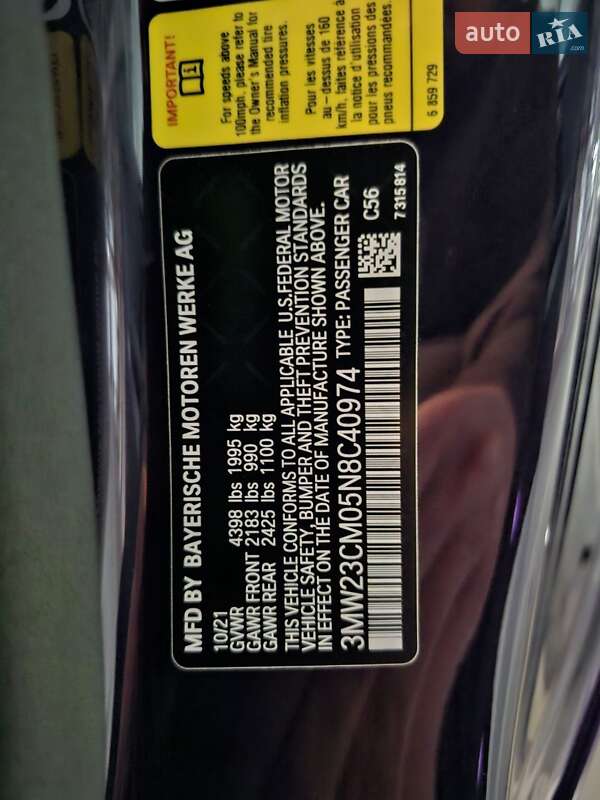 auto RIA
.com
IMPORTANT!
For speeds above
100mph, please refer to
the Owner's Manual for
recommended tire
inflation pressures.
Pour les vitesses
au - dessus de 160
km/h, faites référence à
la notice d'utilisation
pour les pressions des
pneus recommandées.
6 859 729
MFD BY BAYERISCHE MOTOREN WERKE AG
10/21
GVWR 4398 lbs 1995 kg
GAWR FRONT 2183 lbs 990 kg
GAWR REAR 2425 lbs 1100 kg
THIS VEHICLE CONFORMS TO ALL APPLICABLE U.S.FEDERAL MOTOR
VEHICLE SAFETY, BUMPER AND THEFT PREVENTION STANDARDS
IN EFFECT ON THE DATE OF MANUFACTURE SHOWN ABOVE.
3MW23CM05N8C40974 TYPE: PASSENGER CAR
C56
7 315 814